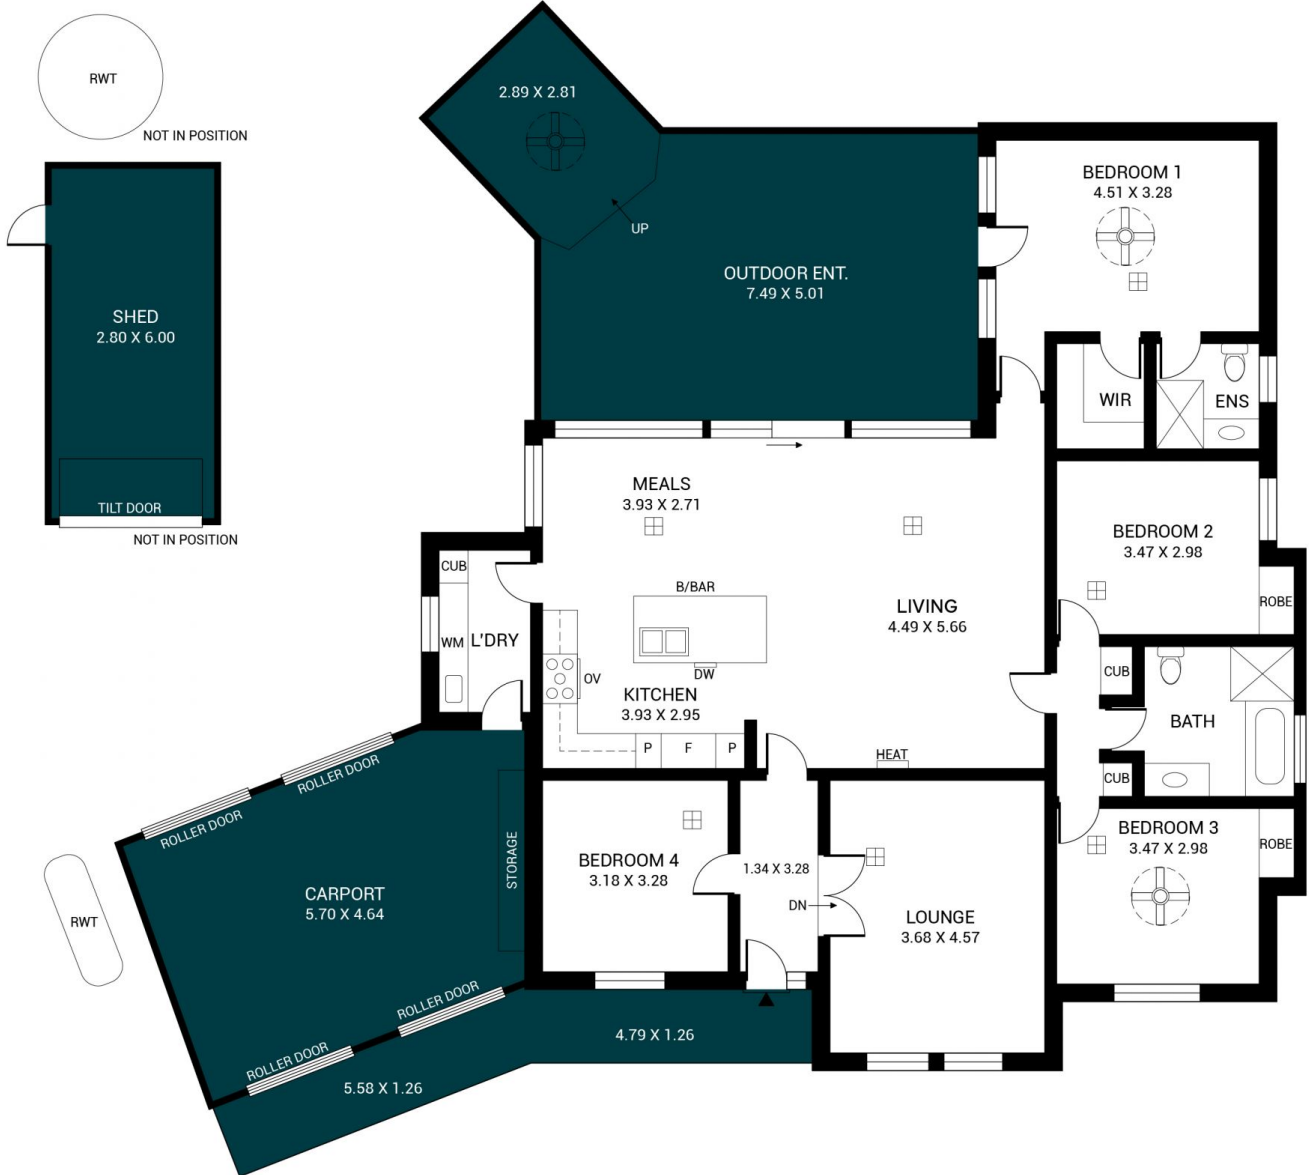 RWT
NOT IN POSITION
2.89 X 2.81
UP
OUTDOOR ENT.
7.49 X 5.01
BEDROOM 1
4.51 X 3.28
SHED
2.80 X 6.00
TILT DOOR
NOT IN POSITION
WIR
ENS
MEALS
3.93 X 2.71
BEDROOM 2
3.47 X 2.98
ROBE
CUB
WM
L'DRY
B/BAR
DW
OV
KITCHEN
3.93 X 2.95
P
F
P
LIVING
4.49 X 5.66
HEAT
CUB
BATH
CUB
ROLLER DOOR
ROLLER DOOR
STORAGE
CARPORT
5.70 X 4.64
RWT
ROLLER DOOR
ROLLER DOOR
BEDROOM 4
3.18 X 3.28
1.34 X 3.28
DN
LOUNGE
3.68 X 4.57
BEDROOM 3
3.47 X 2.98
ROBE
4.79 X 1.26
5.58 X 1.26